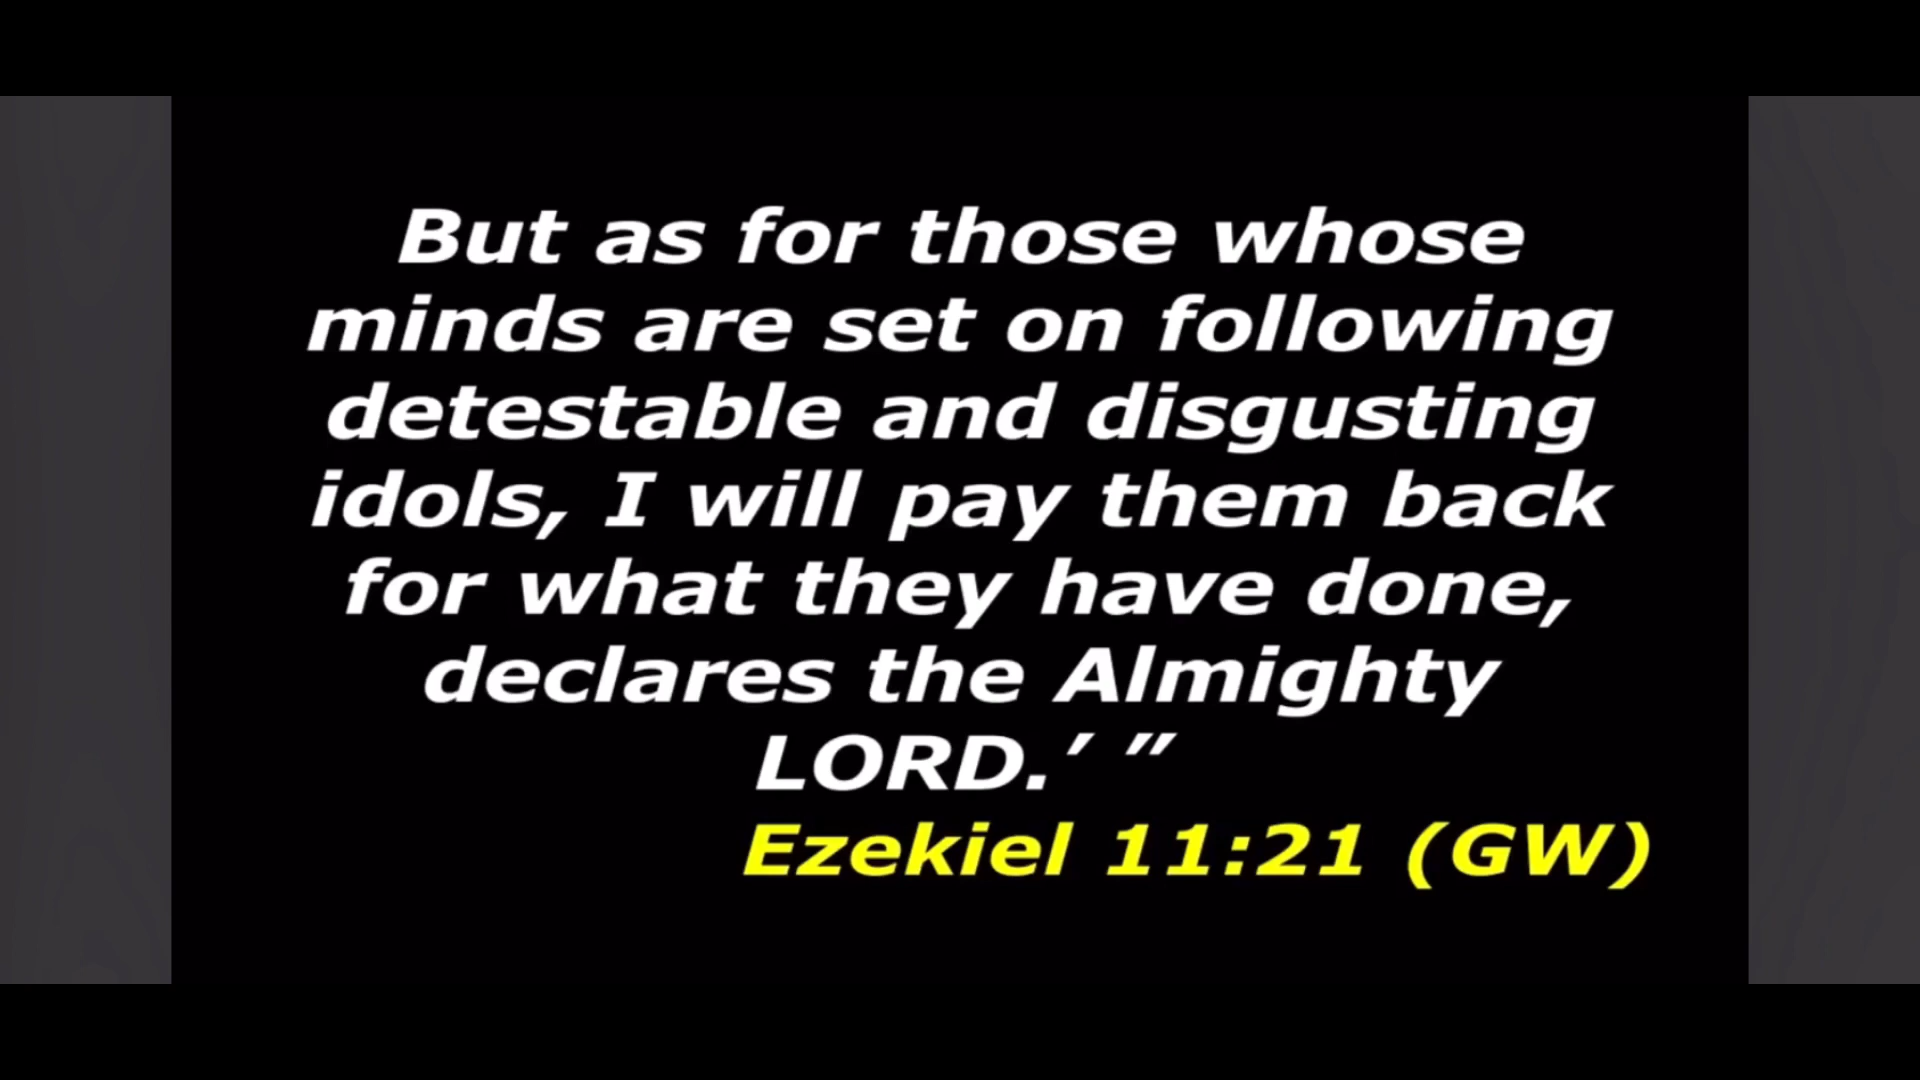 But as for those whose
minds are set on following
detestable and disgusting
idols, I will pay them back
for what they have done,
declares the Almighty
LORD.’ ”
Ezekiel 11:21 (GW)